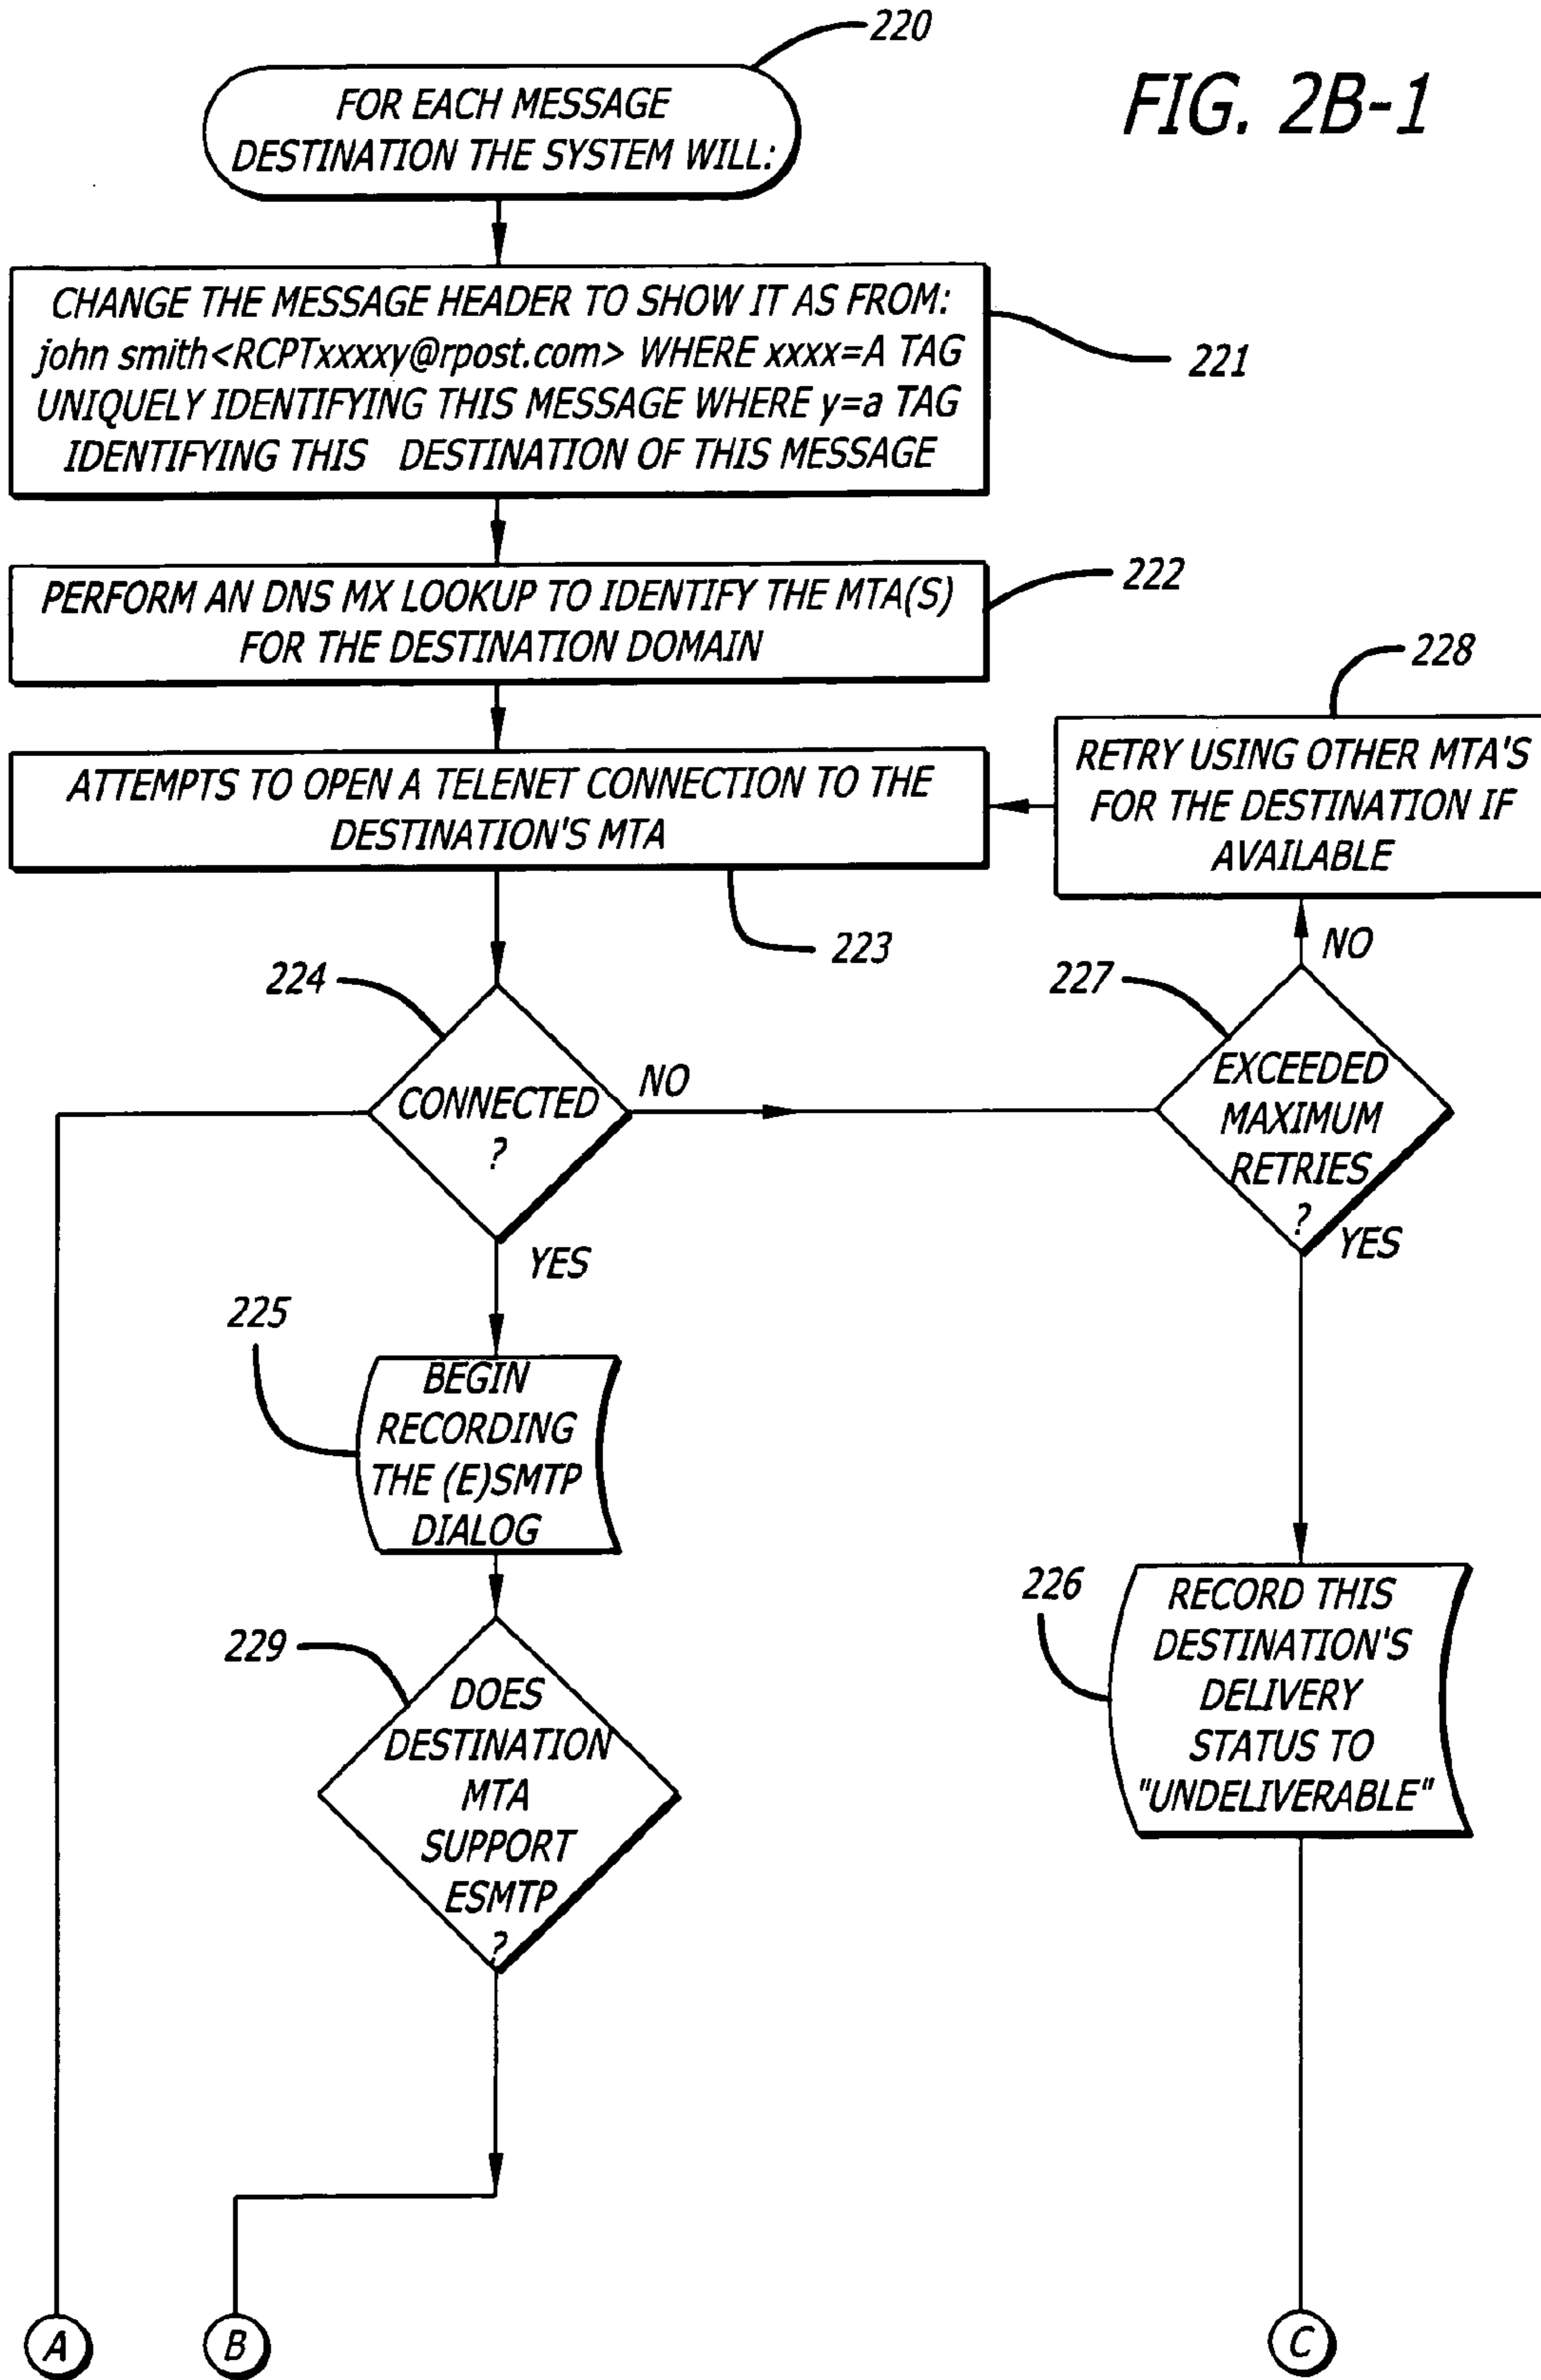 220
FIG. 2B-1
FOR EACH MESSAGE
DESTINATION THE SYSTEM WILL:
CHANGE THE MESSAGE HEADER TO SHOW IT AS FROM:
john smith<RCPTxxxxy@rpost.com> WHERE xxxx=A TAG
UNIQUELY IDENTIFYING THIS MESSAGE WHERE y=a TAG
IDENTIFYING THIS DESTINATION OF THIS MESSAGE
221
PERFORM AN DNS MX LOOKUP TO IDENTIFY THE MTA(S)
FOR THE DESTINATION DOMAIN
222
228
ATTEMPTS TO OPEN A TELENET CONNECTION TO THE
DESTINATION'S MTA
RETRY USING OTHER MTA'S
FOR THE DESTINATION IF
AVAILABLE
223
NO
224
227
CONNECTED
?
NO
EXCEEDED
MAXIMUM
RETRIES
?
YES
YES
225
BEGIN
RECORDING
THE (E)SMTP
DIALOG
226
RECORD THIS
DESTINATION'S
DELIVERY
STATUS TO
"UNDELIVERABLE"
229
DOES
DESTINATION
MTA
SUPPORT
ESMTP
?
A
B
C